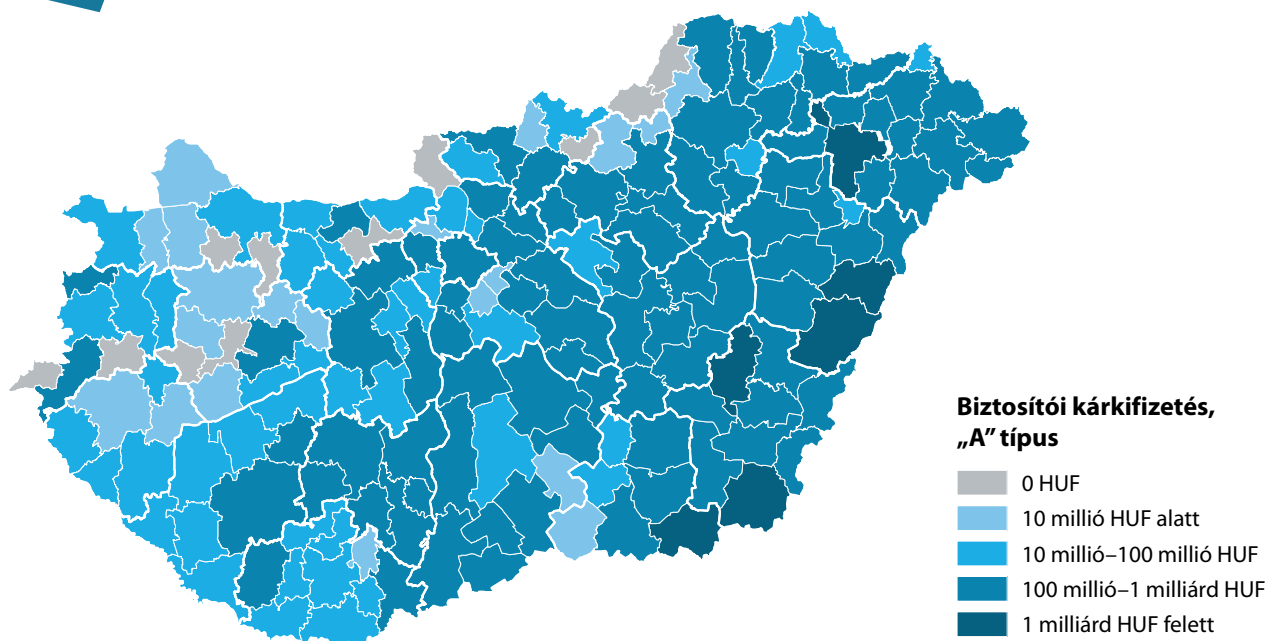 Biztosítói kárkifizetés,
„A” típus
0 HUF
10 millió HUF alatt
10 millió–100 millió HUF
100 millió–1 milliárd HUF
1 milliárd HUF felett